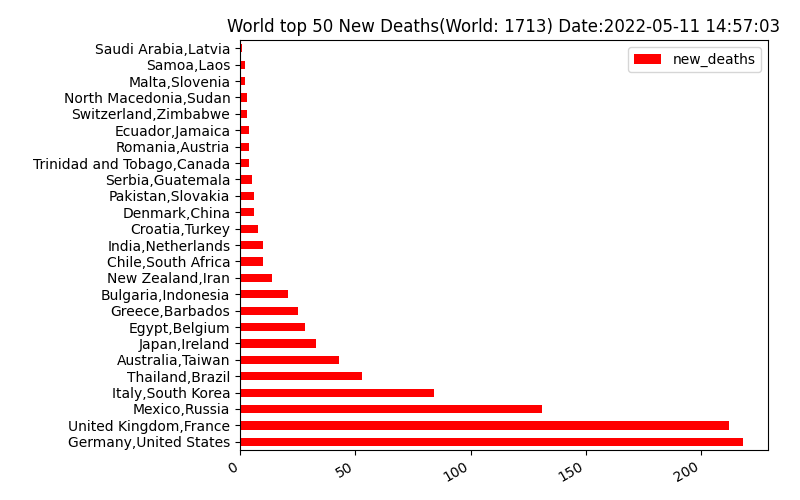 World top 50 New Deaths(World: 1713) Date:2022-05-11 14:57:03
new_deaths
Saudi Arabia,Latvia
Samoa,Laos
Malta,Slovenia
North Macedonia,Sudan
Switzerland,Zimbabwe
Ecuador,Jamaica
Romania,Austria
Trinidad and Tobago,Canada
Serbia,Guatemala
Pakistan,Slovakia
Denmark,China
Croatia,Turkey
India,Netherlands
Chile,South Africa
New Zealand,Iran
Bulgaria,Indonesia
Greece,Barbados
Egypt,Belgium
Japan,Ireland
Australia,Taiwan
Thailand,Brazil
Italy,South Korea
Mexico,Russia
United Kingdom,France
Germany,United States
0 50 100 150 200